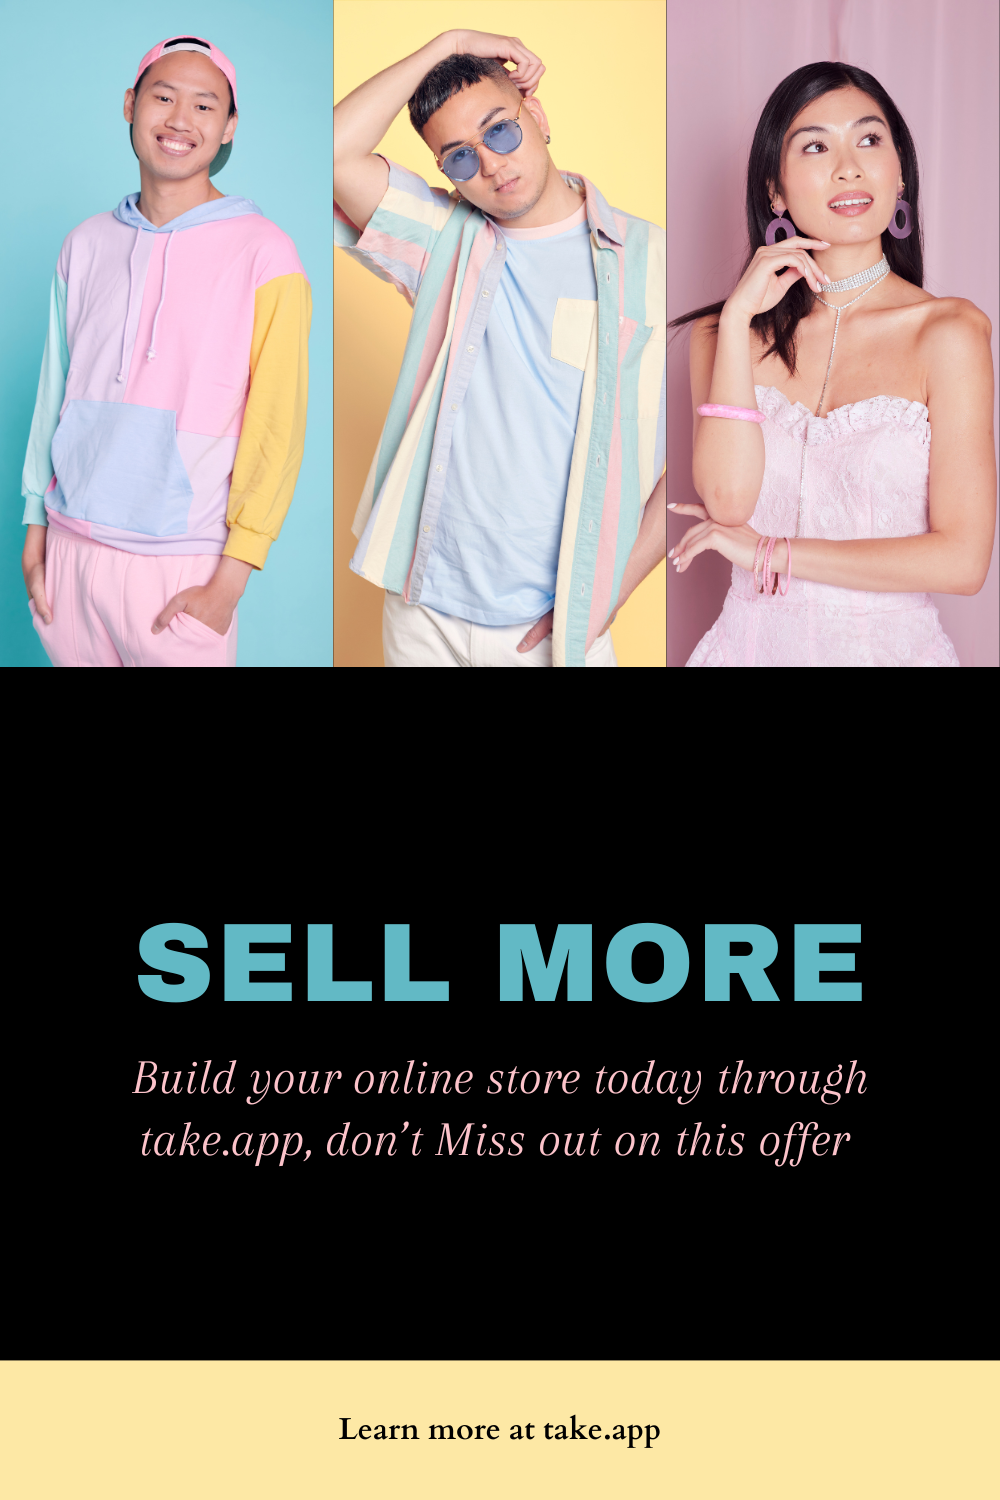 SELL MORE
Build your online store today through
take.app, don’t Miss out on this offer
Learn more at take.app